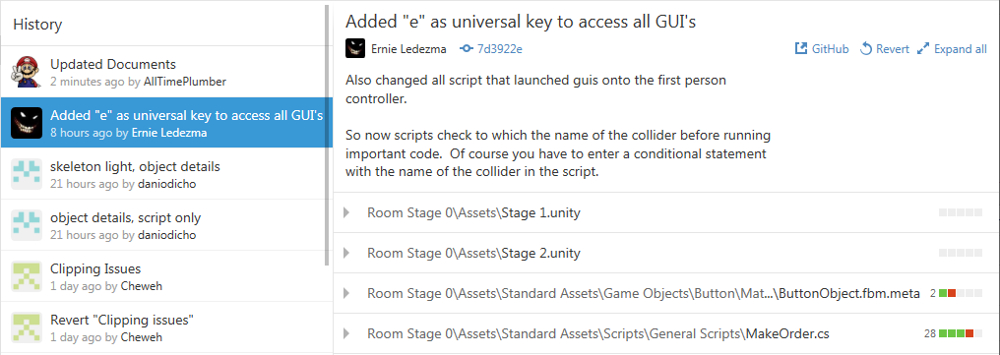 History
Updated Documents
2 minutes ago by AllTimePlumber
Added "e" as universal key to access all GUI's
8 hours ago by Ernie Ledezma
skeleton light, object details
21 hours ago by daniodicho
object details, script only
21 hours ago by daniodicho
Clipping Issues
1 day ago by Cheweh
Revert "Clipping issues"
1 day ago by Cheweh
Added "e" as universal key to access all GUI's
Ernie Ledezma 7d3922e GitHub Revert Expand all
Also changed all script that launched guis onto the first person
controller.
So now scripts check to which the name of the collider before running
important code.  Of course you have to enter a conditional statement
with the name of the collider in the script.
Room Stage 0\Assets\Stage 1.unity
Room Stage 0\Assets\Stage 2.unity
Room Stage 0\Assets\Standard Assets\Game Objects\Button\Mat...\ButtonObject.fbm.meta 2
Room Stage 0\Assets\Standard Assets\Scripts\General Scripts\MakeOrder.cs 28